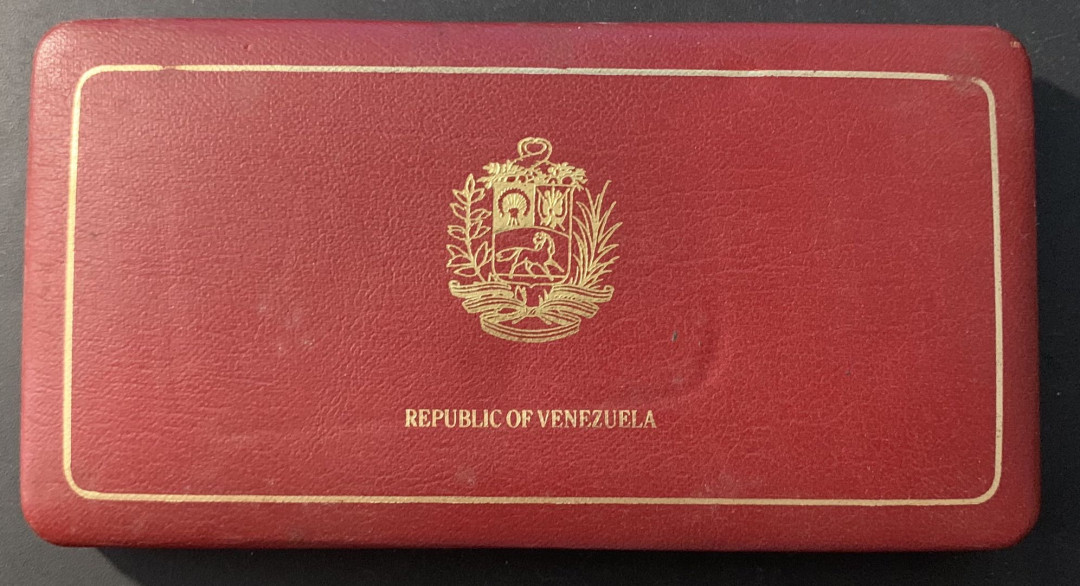 REPUBLIC OF VENEZUELA